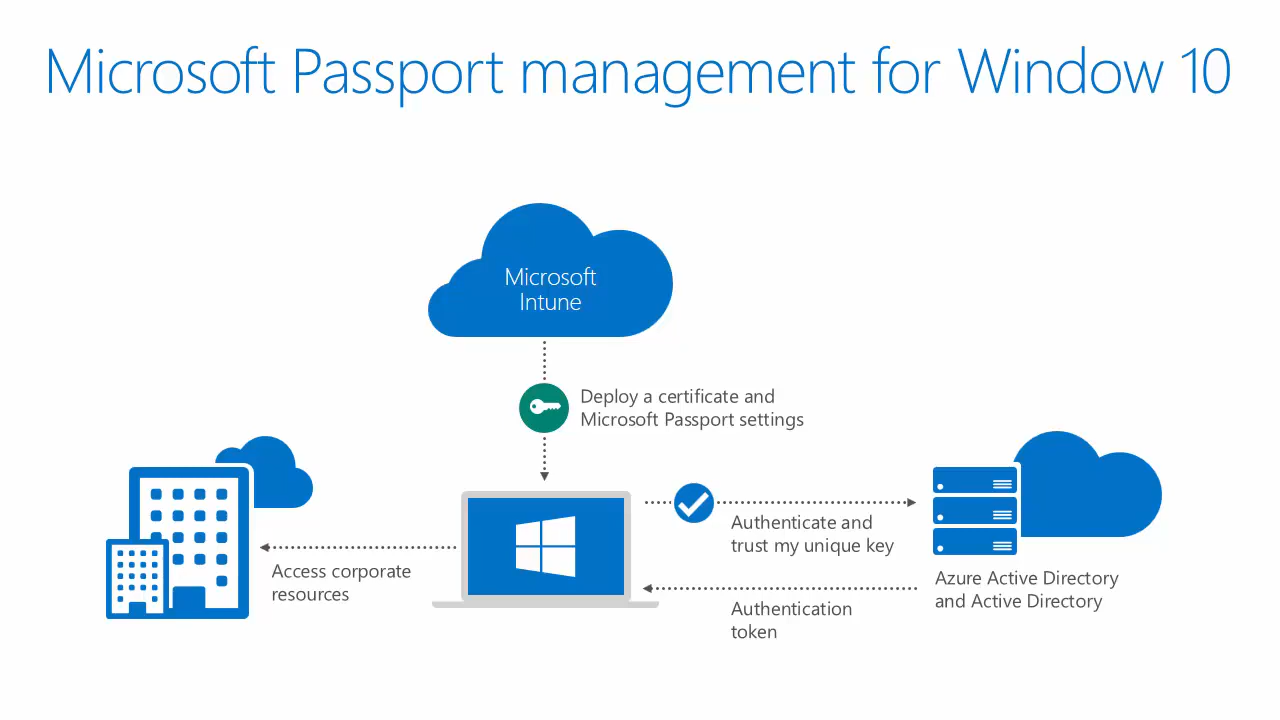 Microsoft Passport management for Window 10
Microsoft
Intune
Deploy a certificate and
Microsoft Passport settings
Authenticate and
trust my unique key
Access corporate
resources
Azure Active Directory
and Active Directory
Authentication
token